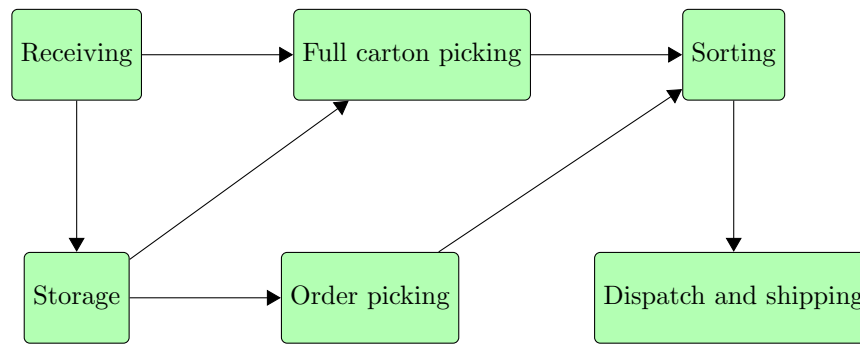 Receiving
Full carton picking
Sorting
Storage
Order picking
Dispatch and shipping